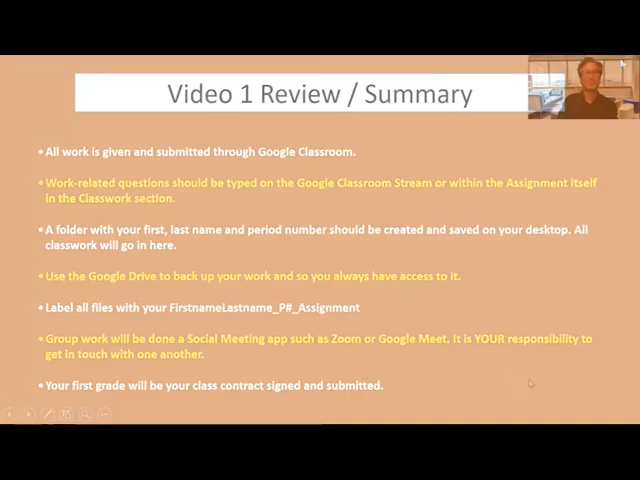 Video 1 Review / Summary
•All work is given and submitted through Google Classroom.
•Work-related questions should be typed on the Google Classroom Stream or within the Assignment itself
in the Classwork section.
•A folder with your first, last name and period number should be created and saved on your desktop. All
classwork will go in here.
•Use the Google Drive to back up your work and so you always have access to it.
•Label all files with your FirstnameLastname_P#_Assignment
•Group work will be done a Social Meeting app such as Zoom or Google Meet. It is YOUR responsibility to
get in touch with one another.
•Your first grade will be your class contract signed and submitted.